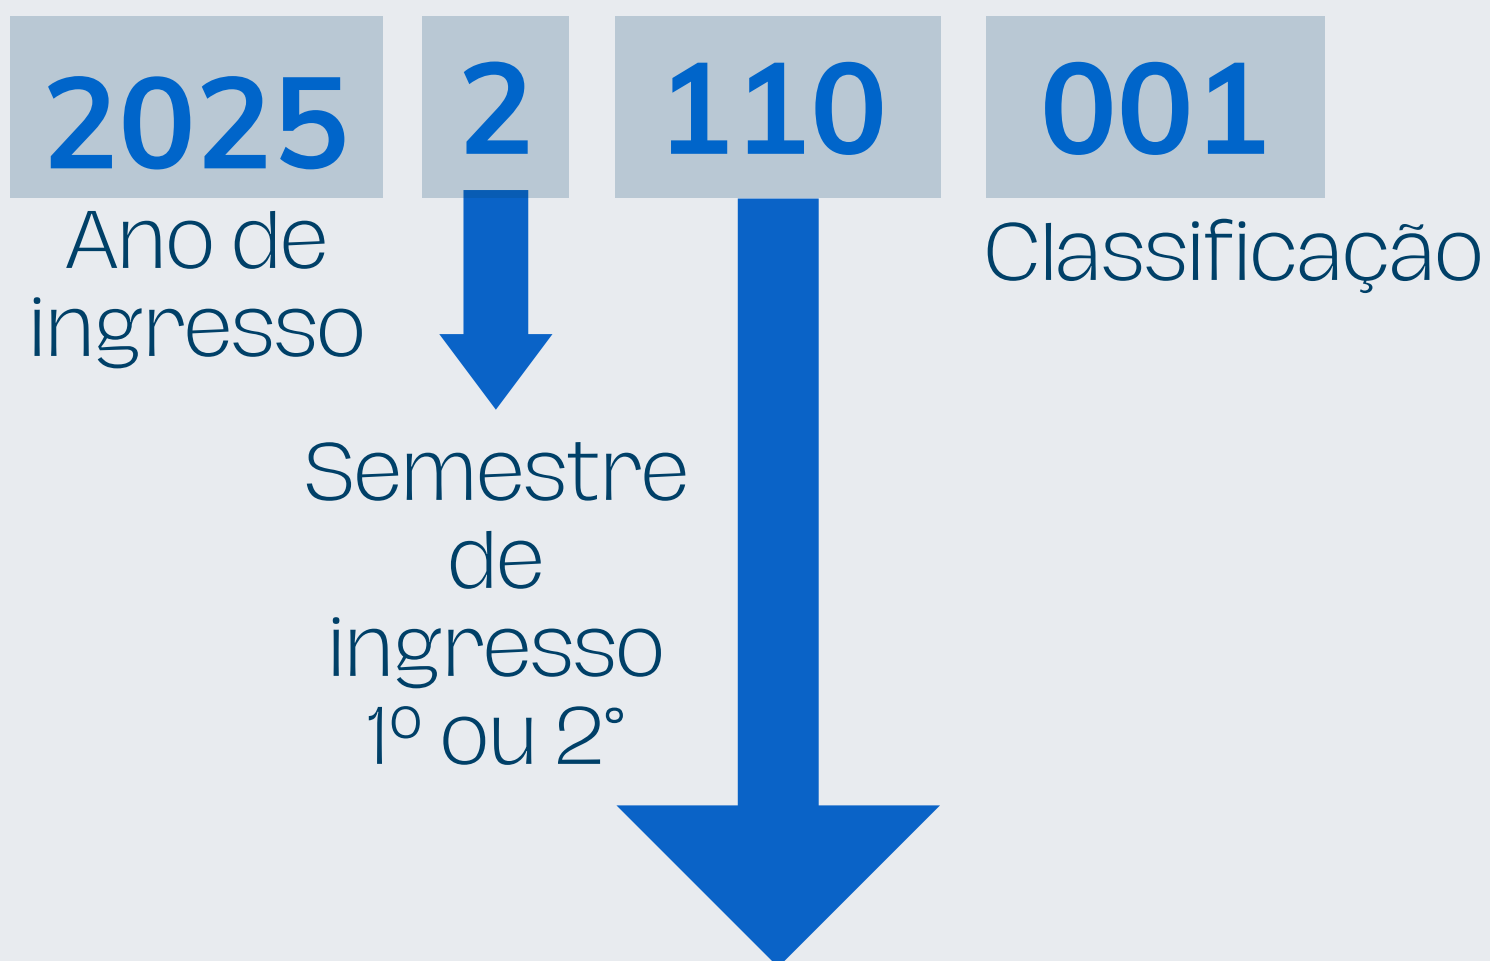 2025 2 110 001
Ano de
ingresso
Classificação
Semestre
de
ingresso
1º ou 2°